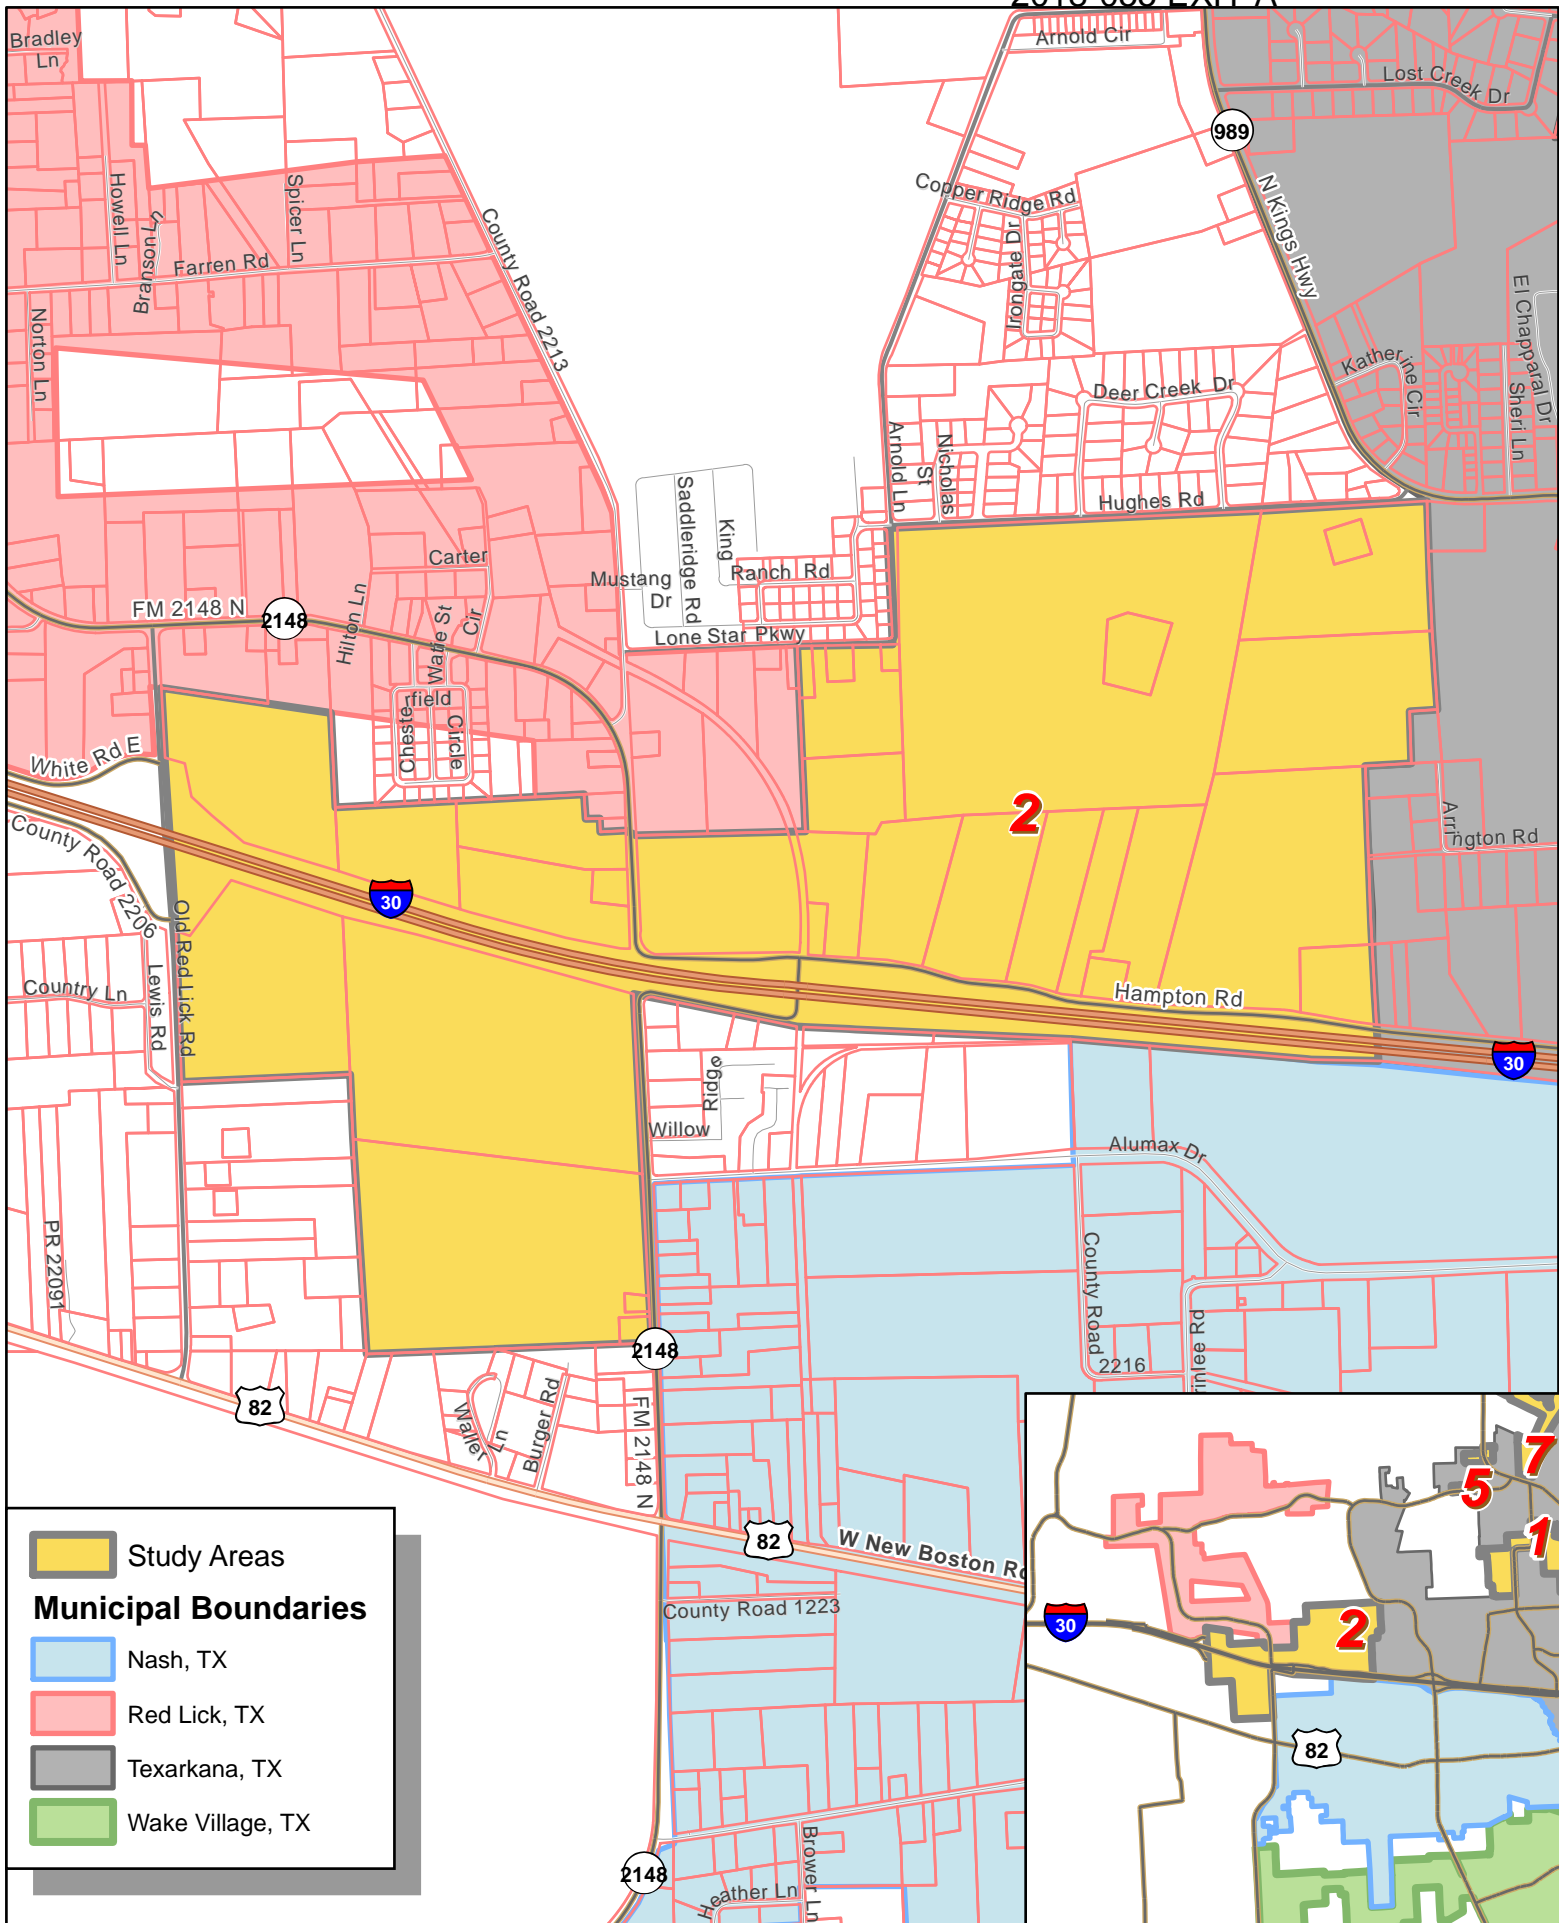 Bradley
Ln
Arnold Cir
Lost Creek Dr
989
Howell Ln
Branson Ln
Spicer Ln
Farren Rd
County Road 2213
Copper Ridge Rd
Irongate Dr
N Kings Hwy
El Chapparal Dr
Norton Ln
Katherine Cir
Sheri Ln
Deer Creek Dr
Arnold Ln
Nicholas
St
Hughes Rd
Saddleridge Rd
King
Ranch Rd
Carter
Cir
Mustang
Dr
Lone Star Pkwy
FM 2148 N
2148
Hilton Ln
Watie St
Chesterfield
Circle
White Rd E
2
Arrington Rd
County Road 2206
30
Old Red Lick Rd
Lewis Rd
Country Ln
Hampton Rd
30
Willow
Ridge
Alumax Dr
PR 22091
County Road
2216
rinlee Rd
2148
82
Waller
Ln
Burger Rd
FM 2148 N
82
W New Boston Rd
County Road 1223
2148
Heather Ln
Brower Ln
Study Areas
Municipal Boundaries
Nash, TX
Red Lick, TX
Texarkana, TX
Wake Village, TX
7
5
1
2
30
82